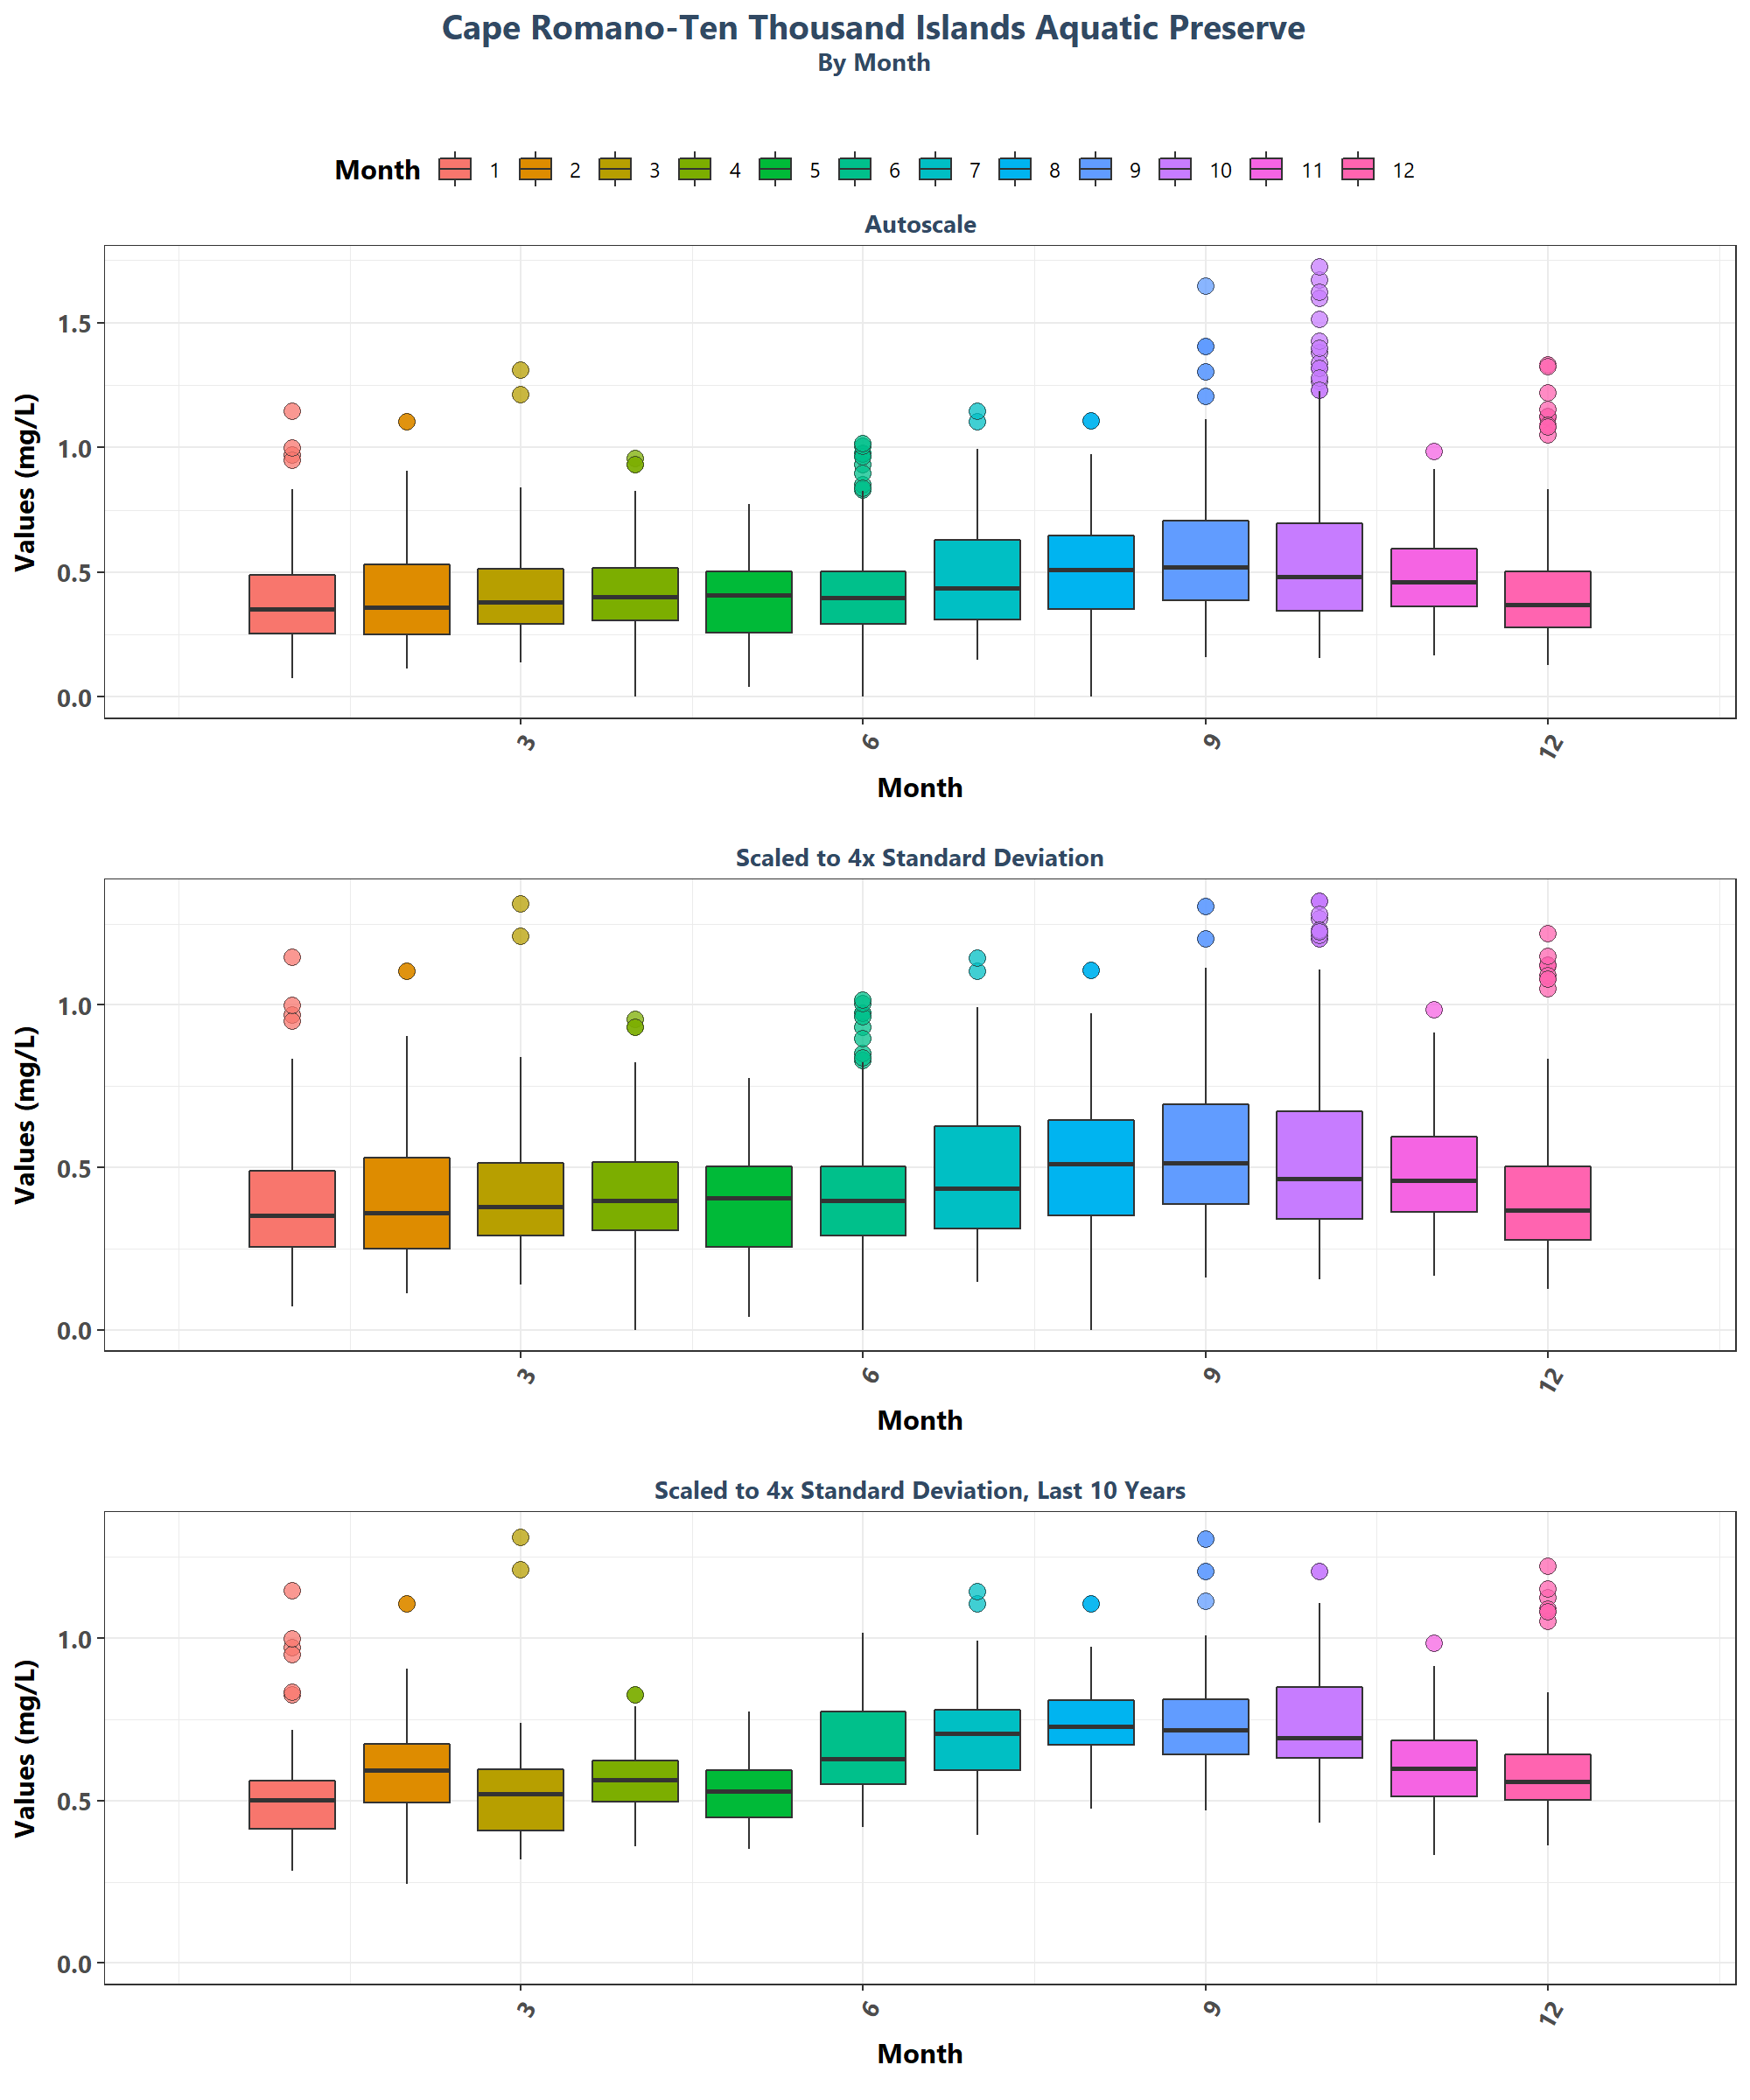 Cape Romano-Ten Thousand Islands Aquatic Preserve
By Month
Month 1 2 3 4 5 6 7 8 9 10 11 12
Autoscale
Values (mg/L)
1.5
1.0
0.5
0.0
3 6 9 12
Month
Scaled to 4x Standard Deviation
Values (mg/L)
1.0
0.5
0.0
3 6 9 12
Month
Scaled to 4x Standard Deviation, Last 10 Years
Values (mg/L)
1.0
0.5
0.0
3 6 9 12
Month